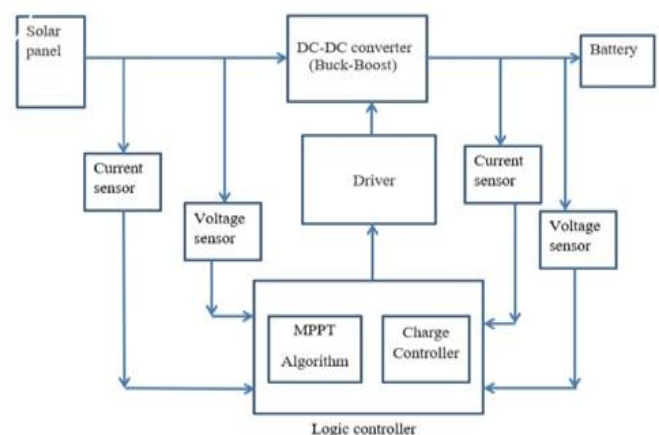 Solar
panel
DC-DC converter
(Buck-Boost)
Battery
Current
sensor
Voltage
sensor
Driver
Current
sensor
Voltage
sensor
MPPT
Algorithm
Charge
Controller
Logic controller